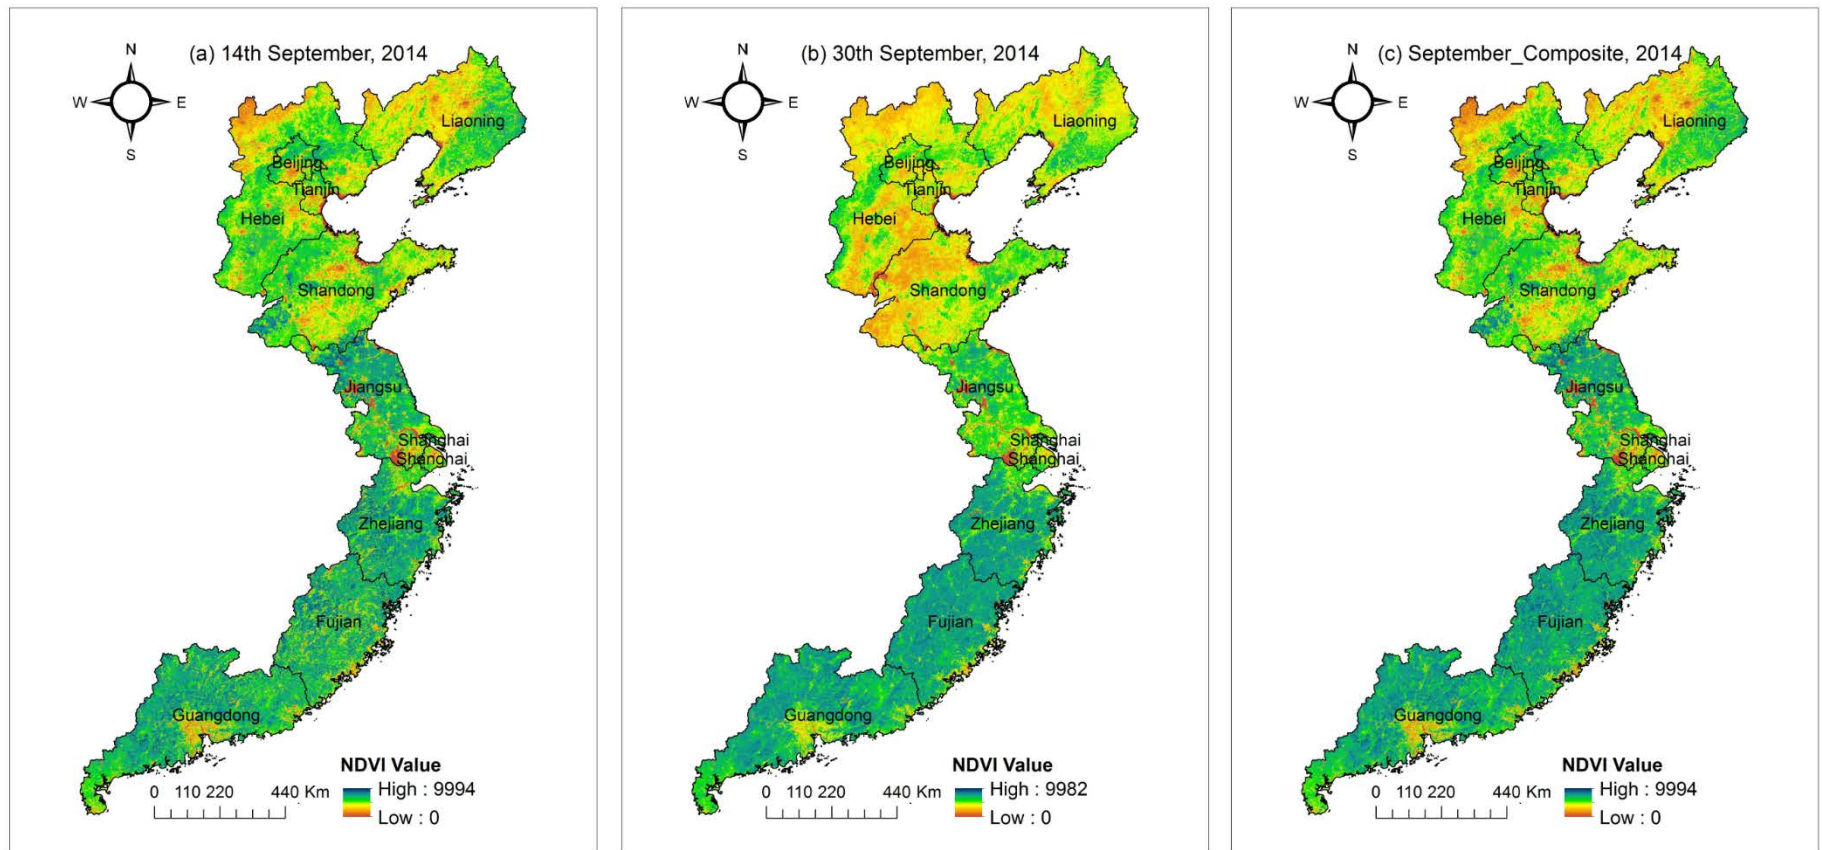 (a) 14th September, 2014
N
W E
S
Liaoning
Beijing
Tianjin
Hebei
Shandong
Jiangsu
Shanghai
Shanghai
Zhejiang
Fujian
Guangdong
NDVI Value
High : 9994
Low : 0
0 110 220 440 Km
(b) 30th September, 2014
N
W E
S
Liaoning
Beijing
Tianjin
Hebei
Shandong
Jiangsu
Shanghai
Shanghai
Zhejiang
Fujian
Guangdong
NDVI Value
High : 9982
Low : 0
0 110 220 440 Km
(c) September_Composite, 2014
N
W E
S
Liaoning
Beijing
Tianjin
Hebei
Shandong
Jiangsu
Shanghai
Shanghai
Zhejiang
Fujian
Guangdong
NDVI Value
High : 9994
Low : 0
0 110 220 440 Km